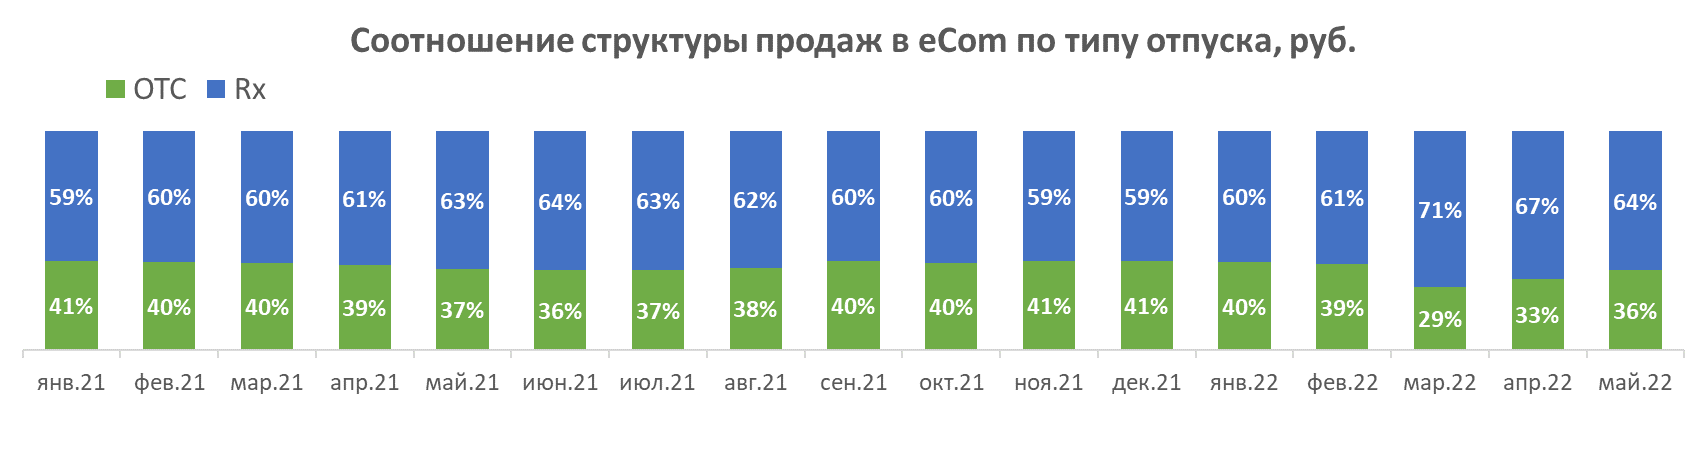 Соотношение структуры продаж в eCom по типу отпуска, руб.
OTC Rx
59% 60% 60% 61% 63% 64% 63% 62% 60% 60% 59% 59% 60% 61% 71% 67% 64%
41% 40% 40% 39% 37% 36% 37% 38% 40% 40% 41% 41% 40% 39% 29% 33% 36%
янв.21 фев.21 мар.21 апр.21 май.21 июн.21 июл.21 авг.21 сен.21 окт.21 ноя.21 дек.21 янв.22 фев.22 мар.22 апр.22 май.22